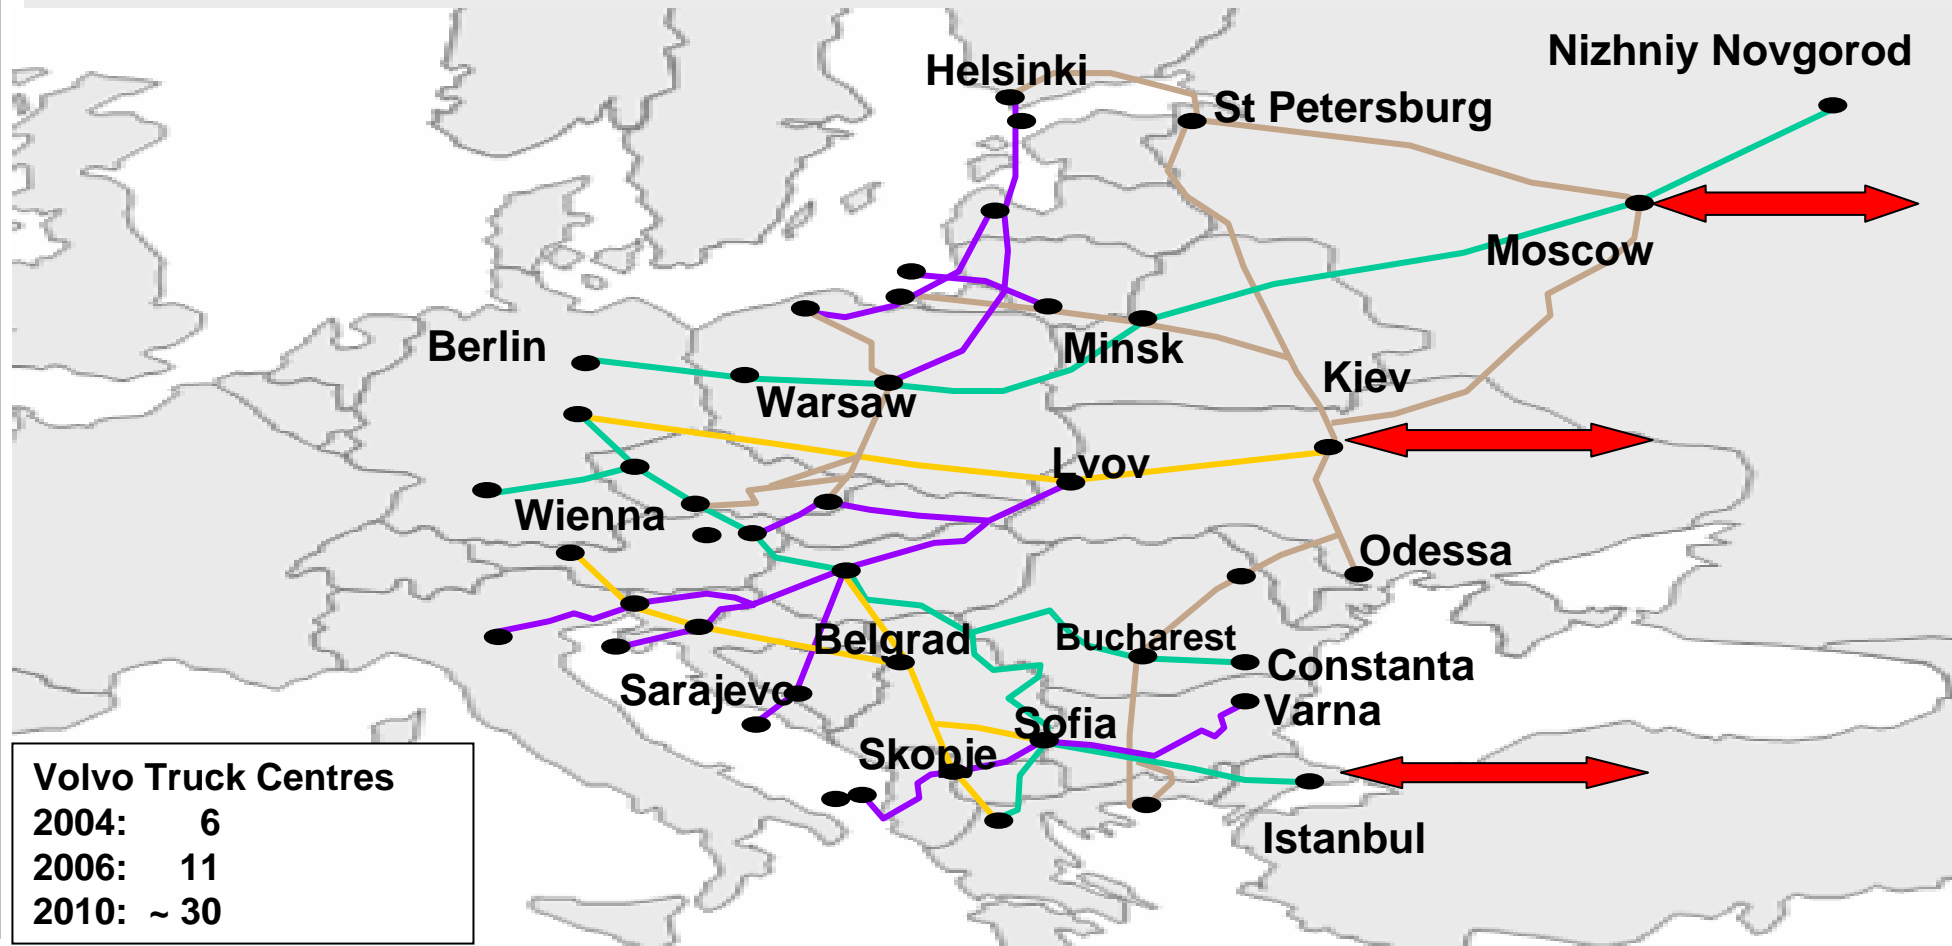 Nizhniy Novgorod
Helsinki
St Petersburg
Moscow
Berlin
Minsk
Kiev
Warsaw
Lvov
Wienna
Odessa
Belgrad
Bucharest
Constanta
Sarajevo
Varna
Sofia
Skopje
Istanbul
Volvo Truck Centres
2004: 6
2006: 11
2010: ~ 30